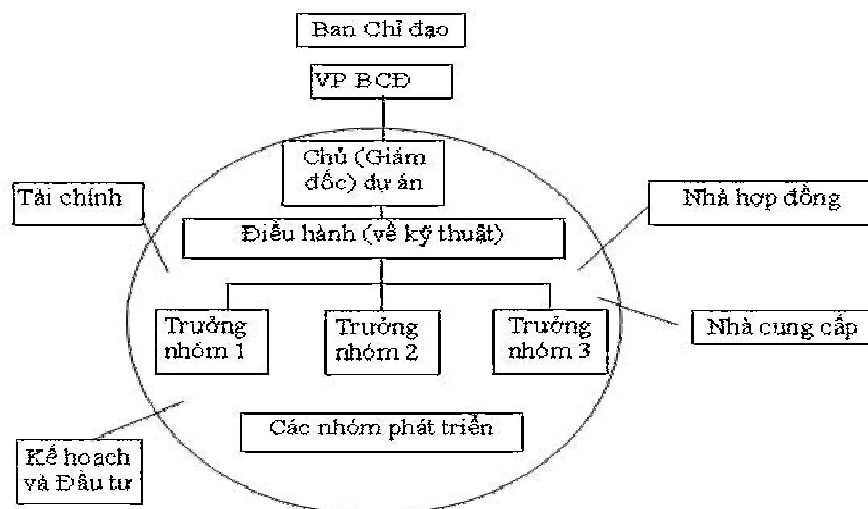 Ban Chỉ đạo
VP BCĐ
Chủ (Giám
đốc) dự án
Tài chính
Nhà hợp đồng
Điều hành (về kỹ thuật)
Trưởng
nhóm 1
Trưởng
nhóm 2
Trưởng
nhóm 3
Nhà cung cấp
Các nhóm phát triển
Kế hoạch
và Đầu tư